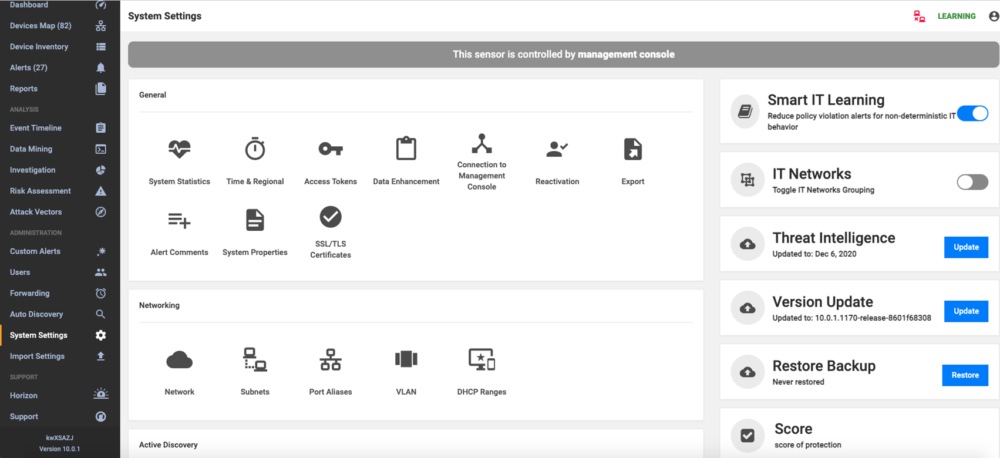 Dashboard
Devices Map (82)
Device Inventory
Alerts (27)
Reports
ANALYSIS
Event Timeline
Data Mining
Investigation
Risk Assessment
Attack Vectors
ADMINISTRATION
Custom Alerts
Users
Forwarding
Auto Discovery
System Settings
Import Settings
SUPPORT
Horizon
Support
kwXSAZJ
Version 10.0.1
System Settings
LEARNING
This sensor is controlled by management console
General
System Statistics
Time & Regional
Access Tokens
Data Enhancement
Connection to
Management
Console
Reactivation
Export
Alert Comments
System Properties
SSL/TLS
Certificates
Networking
Network
Subnets
Port Aliases
VLAN
DHCP Ranges
Active Discovery
Smart IT Learning
Reduce policy violation alerts for non-deterministic IT
behavior
IT Networks
Toggle IT Networks Grouping
Threat Intelligence
Updated to: Dec 6, 2020
Update
Version Update
Updated to: 10.0.1.1170-release-8601f68308
Update
Restore Backup
Never restored
Restore
Score
score of protection